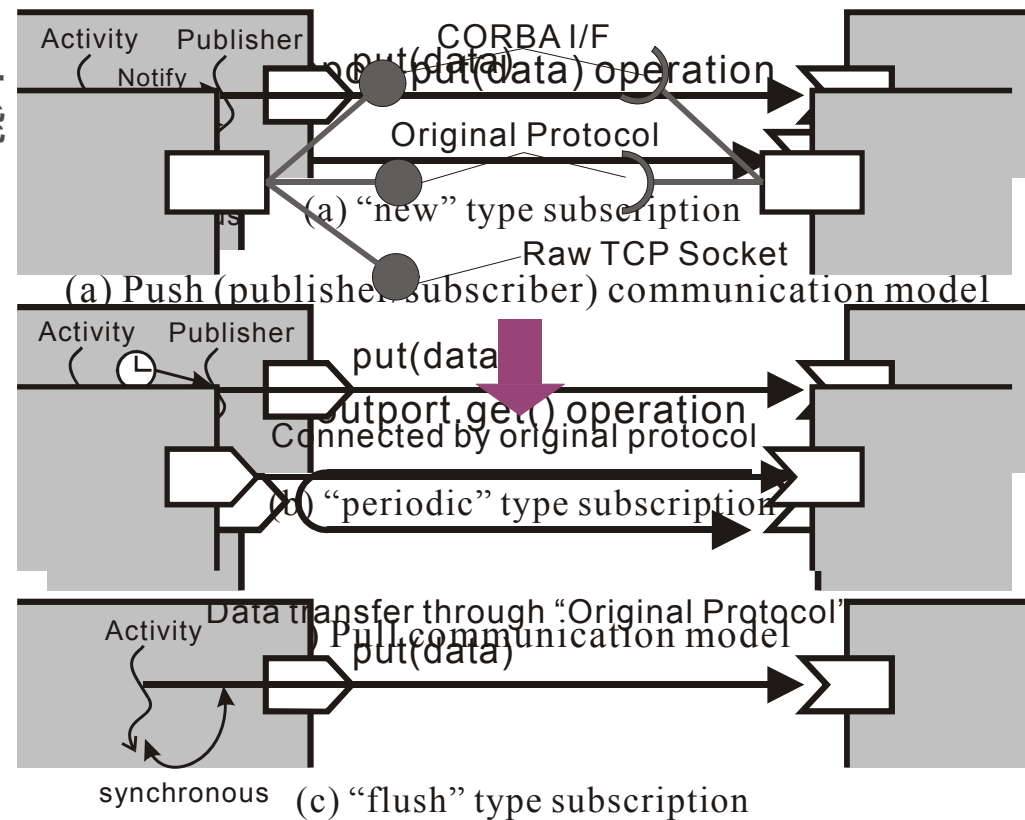 Activity
Publisher
Notify
CORBA I/F
put(data)
put(data) operation
Original Protocol
(a) “new” type subscription
Raw TCP Socket
(a) Push (publisher/subscriber) communication model
Activity
Publisher
put(data)
outport.get() operation
Connected by original protocol
(b) “periodic” type subscription
Data transfer through “Original Protocol”
) Pull communication model
Activity
put(data)
synchronous
(c) “flush” type subscription